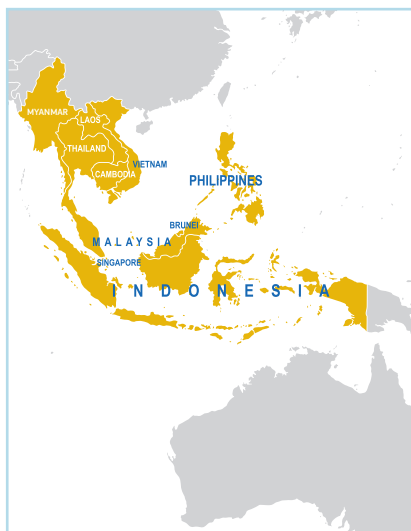 MYANMAR
LAOS
THAILAND
VIETNAM
CAMBODIA
PHILIPPINES
BRUNEI
MALAYSIA
SINGAPORE
INDONESIA